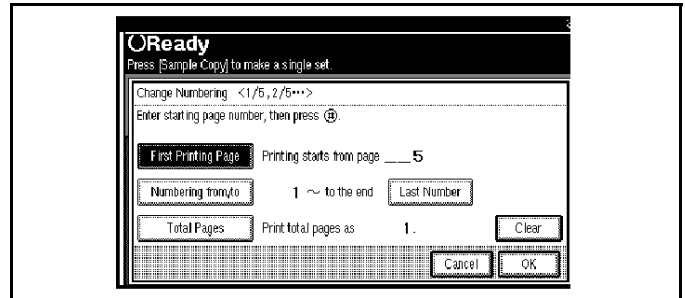 Ready
Press [Sample Copy] to make a single set.
Change Numbering <1/5,2/5···>
Enter starting page number, then press ⓗ.
First Printing Page Printing starts from page __5
Numbering from/to 1 ～ to the end Last Number
Total Pages Print total pages as 1. Clear
Cancel OK